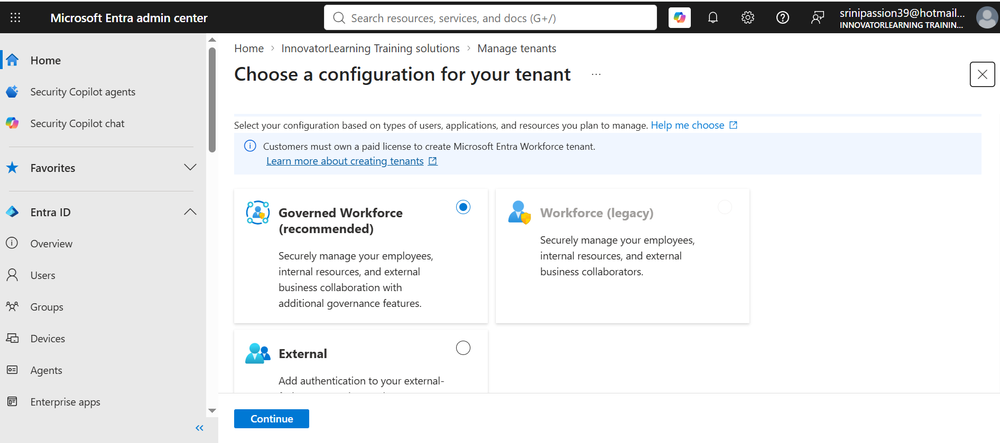 Microsoft Entra admin center
Search resources, services, and docs (G+/)
srinipassion39@hotmail...
INNOVATORLEARNING TRAININ...
Home
Security Copilot agents
Security Copilot chat
Favorites
Entra ID
Overview
Users
Groups
Devices
Agents
Enterprise apps
Home > InnovatorLearning Training solutions > Manage tenants
Choose a configuration for your tenant ...
Select your configuration based on types of users, applications, and resources you plan to manage. Help me choose
Customers must own a paid license to create Microsoft Entra Workforce tenant.
Learn more about creating tenants
Governed Workforce
(recommended)
Securely manage your employees,
internal resources, and external
business collaboration with
additional governance features.
Workforce (legacy)
Securely manage your employees,
internal resources, and external
business collaborators.
External
Add authentication to your external-
Continue